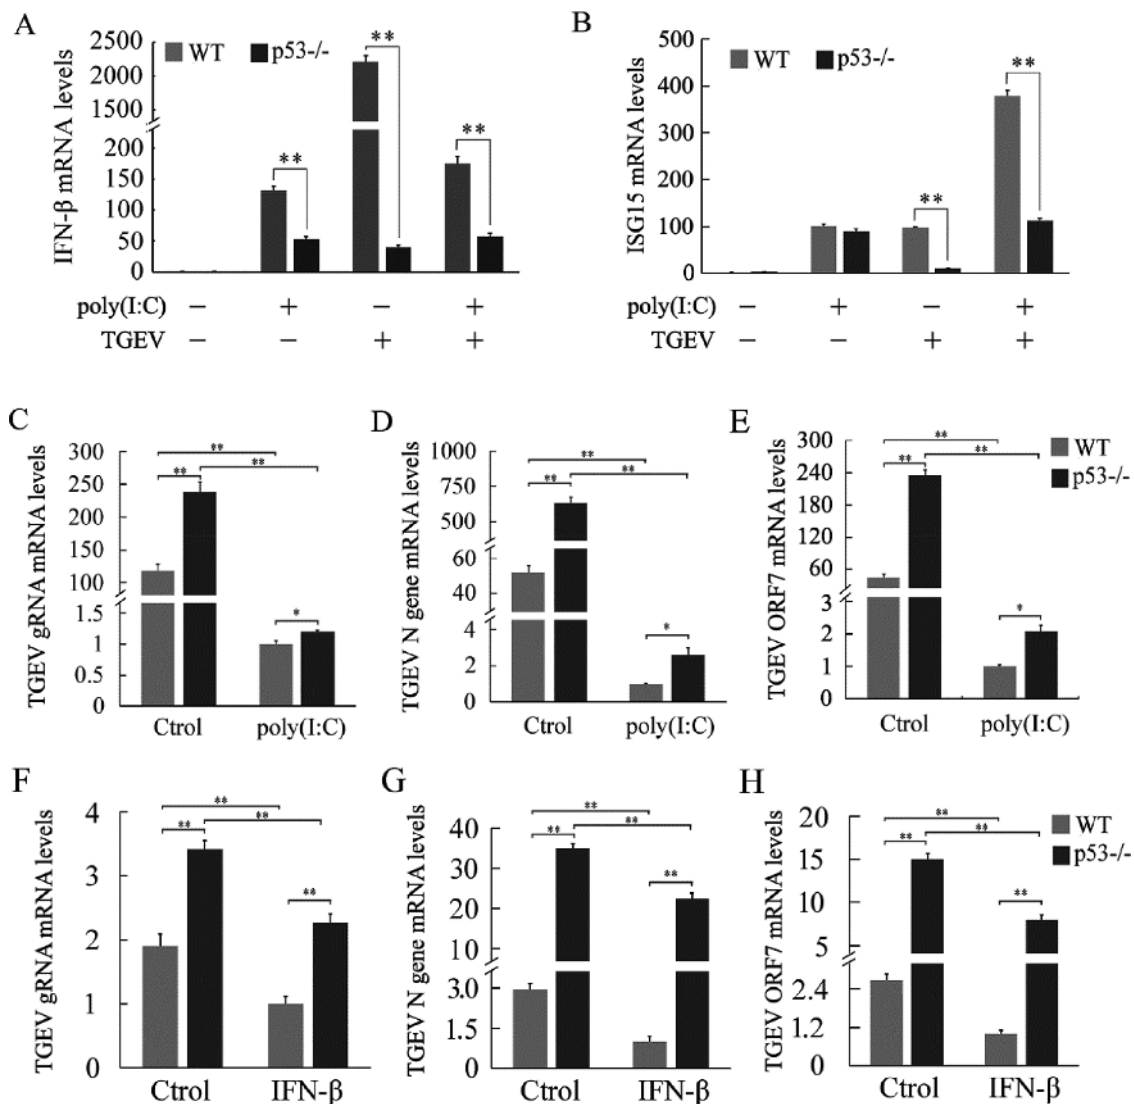 A
IFN-β mRNA levels
2500
2000
1500
200
150
100
50
0
WT
p53-/-
**
**
**
poly(I:C) − + − +
TGEV − − + +
B
ISG15 mRNA levels
500
400
300
200
100
0
WT
p53-/-
**
**
poly(I:C) − + − +
TGEV − − + +
C
TGEV gRNA mRNA levels
300
250
200
150
100
1.5
1.0
0.5
0
**
** **
*
Ctrol poly(I:C)
D
TGEV N gene mRNA levels
1000
750
500
60
40
4
2
0
**
** **
*
Ctrol poly(I:C)
E
TGEV ORF7 mRNA levels
300
240
180
120
60
3
2
1
0
**
** **
*
Ctrol poly(I:C)
WT
p53-/-
F
TGEV gRNA mRNA levels
4
3
2
1
0
**
** **
**
Ctrol IFN-β
G
TGEV N gene mRNA levels
40
30
20
10
3.0
1.5
0
**
** **
**
Ctrol IFN-β
H
TGEV ORF7 mRNA levels
20
15
10
5
2.4
1.2
0
**
** **
**
Ctrol IFN-β
WT
p53-/-